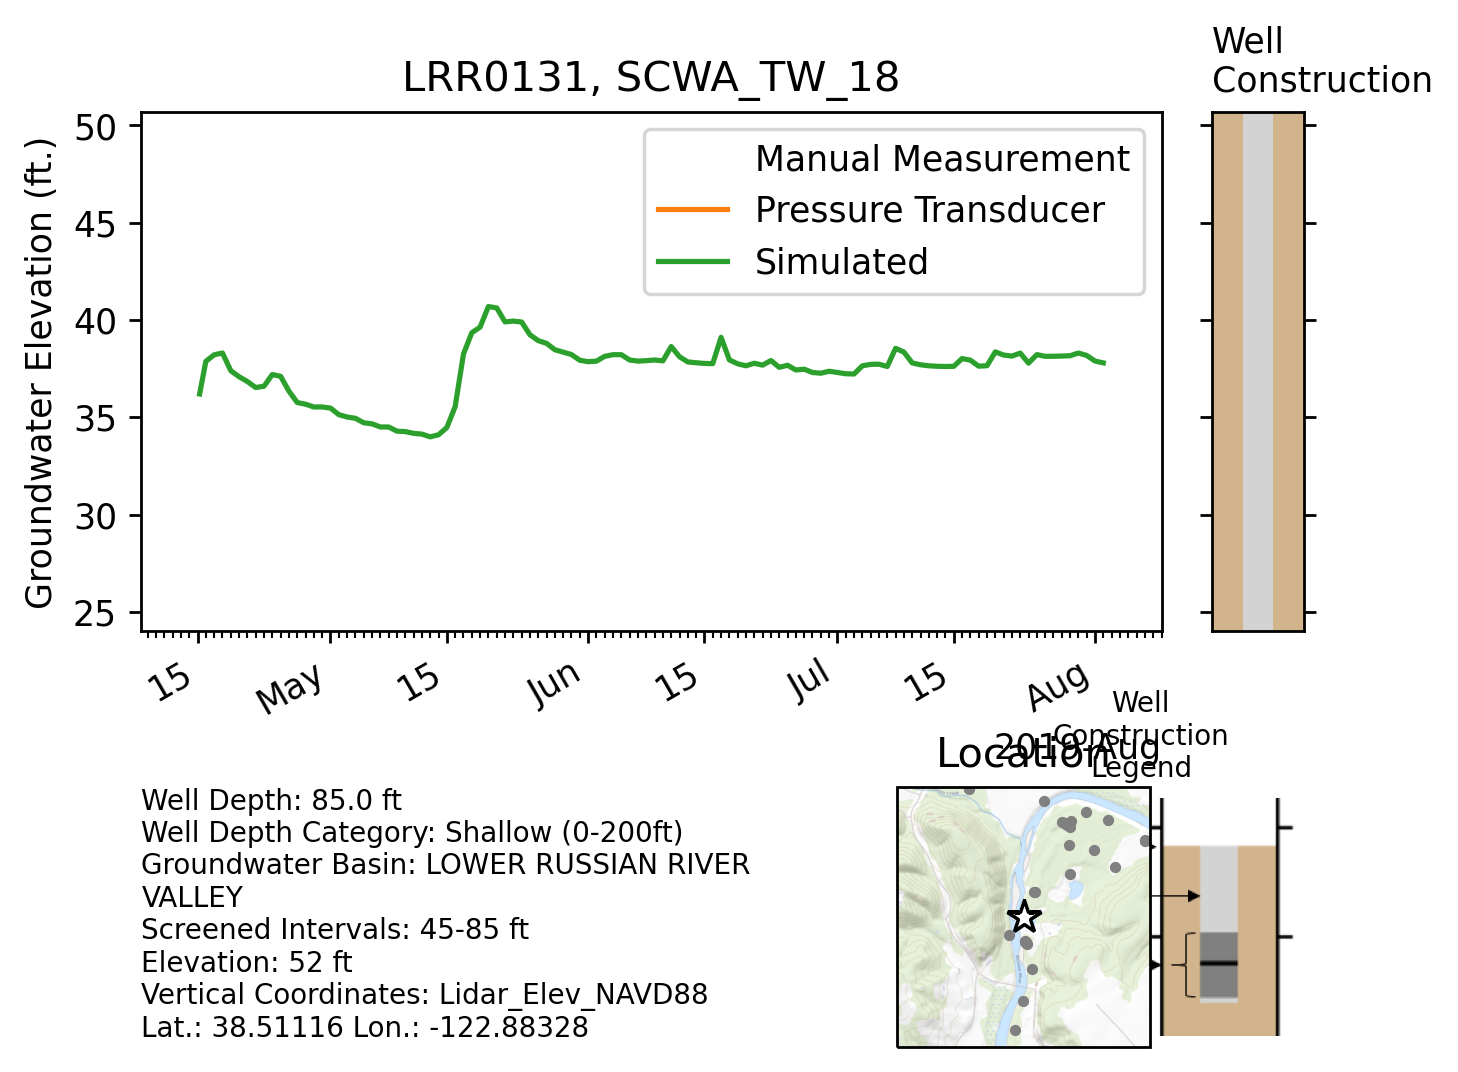 Well
Construction
LRR0131, SCWA_TW_18
50
45
40
35
30
25
Groundwater Elevation (ft.)
Manual Measurement
Pressure Transducer
Simulated
15
May
15
Jun
15
Jul
15
Aug
2019-Aug
Location
Well
Construction
Legend
Well Depth: 85.0 ft
Well Depth Category: Shallow (0-200ft)
Groundwater Basin: LOWER RUSSIAN RIVER
VALLEY
Screened Intervals: 45-85 ft
Elevation: 52 ft
Vertical Coordinates: Lidar_Elev_NAVD88
Lat.: 38.51116 Lon.: -122.88328